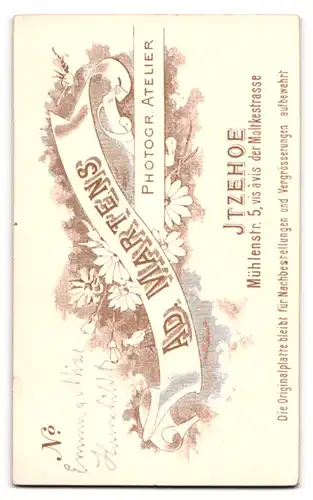 AD. MARTENS,
PHOTOGR. ATELIER
JTZEHOE
Mühlenstr. 5, vis à vis der Moltkestrasse
Die Originalplatte bleibt für Nachbestellungen und Vergrösserungen aufbewahrt
No.